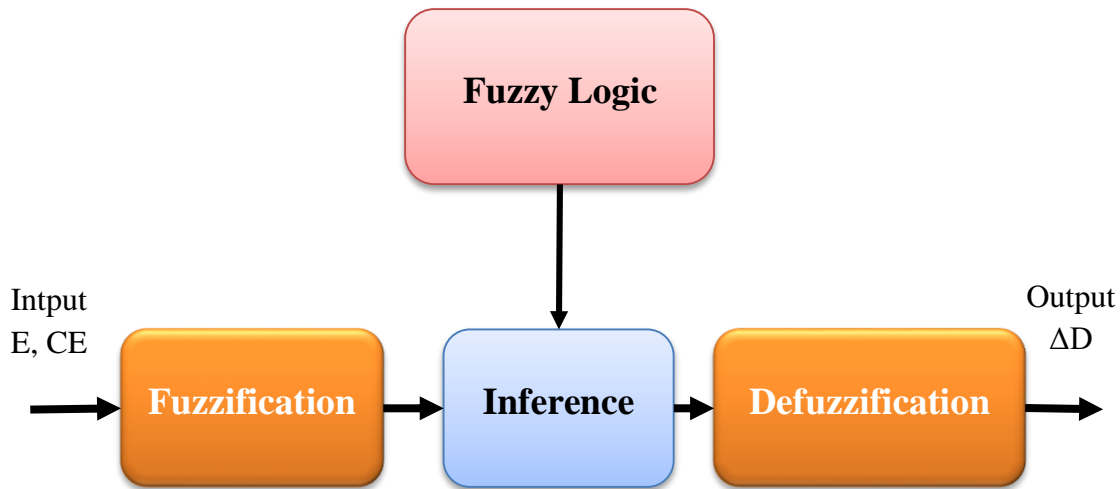 Fuzzy Logic
Intput
E, CE
Output
ΔD
Fuzzification
Inference
Defuzzification